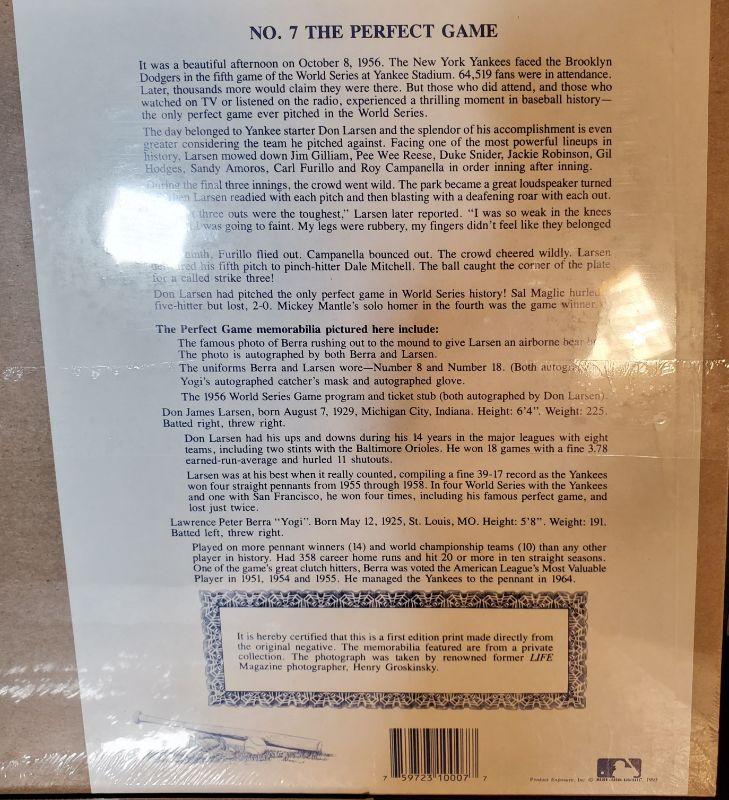 NO. 7 THE PERFECT GAME
It was a beautiful afternoon on October 8, 1956. The New York Yankees faced the Brooklyn
Dodgers in the fifth game of the World Series at Yankee Stadium. 64,519 fans were in attendance.
Later, thousands more would claim they were there. But those who did attend, and those who
watched on TV or listened on the radio, experienced a thrilling moment in baseball history—
the only perfect game ever pitched in the World Series.
The day belonged to Yankee starter Don Larsen and the splendor of his accomplishment is even
greater considering the team he pitched against. Facing one of the most powerful lineups in
history, Larsen mowed down Jim Gilliam, Pee Wee Reese, Duke Snider, Jackie Robinson, Gil
Hodges, Sandy Amoros, Carl Furillo and Roy Campanella in order inning after inning.
During the final three innings, the crowd went wild. The park became a great loudspeaker turned
Larsen readied with each pitch and then blasting with a deafening roar with each out.
three outs were the toughest," Larsen later reported. "I was so weak in the knees
I was going to faint. My legs were rubbery, my fingers didn't feel like they belonged
Furillo flied out. Campanella bounced out. The crowd cheered wildly. Larsen
his fifth pitch to pinch-hitter Dale Mitchell. The ball caught the corner of the plate
for a called strike three!
Don Larsen had pitched the only perfect game in World Series history! Sal Maglie hurled
five-hitter but lost, 2-0. Mickey Mantle's solo homer in the fourth was the game winner.
The Perfect Game memorabilia pictured here include:
The famous photo of Berra rushing out to the mound to give Larsen an airborne bear
The photo is autographed by both Berra and Larsen.
The uniforms Berra and Larsen wore—Number 8 and Number 18. (Both
Yogi's autographed catcher's mask and autographed glove.
The 1956 World Series Game program and ticket stub (both autographed by Don Larsen).
Don James Larsen, born August 7, 1929, Michigan City, Indiana. Height: 6'4". Weight: 225.
Batted right, threw right.
Don Larsen had his ups and downs during his 14 years in the major leagues with eight
teams, including two stints with the Baltimore Orioles. He won 18 games with a fine 3.78
earned-run-average and hurled 11 shutouts.
Larsen was at his best when it really counted, compiling a fine 39-17 record as the Yankees
won four straight pennants from 1955 through 1958. In four World Series with the Yankees
and one with San Francisco, he won four times, including his famous perfect game, and
lost just twice.
Lawrence Peter Berra "Yogi". Born May 12, 1925, St. Louis, MO. Height: 5'8". Weight: 191.
Batted left, threw right.
Played on more pennant winners (14) and world championship teams (10) than any other
player in history. Had 358 career home runs and hit 20 or more in ten straight seasons.
One of the game's great clutch hitters, Berra was voted the American League's Most Valuable
Player in 1951, 1954 and 1955. He managed the Yankees to the pennant in 1964.
It is hereby certified that this is a first edition print made directly from
the original negative. The memorabilia featured are from a private
collection. The photograph was taken by renowned former LIFE
Magazine photographer, Henry Groskinsky.
7 59723 10007 7
Product Exposure, Inc ©